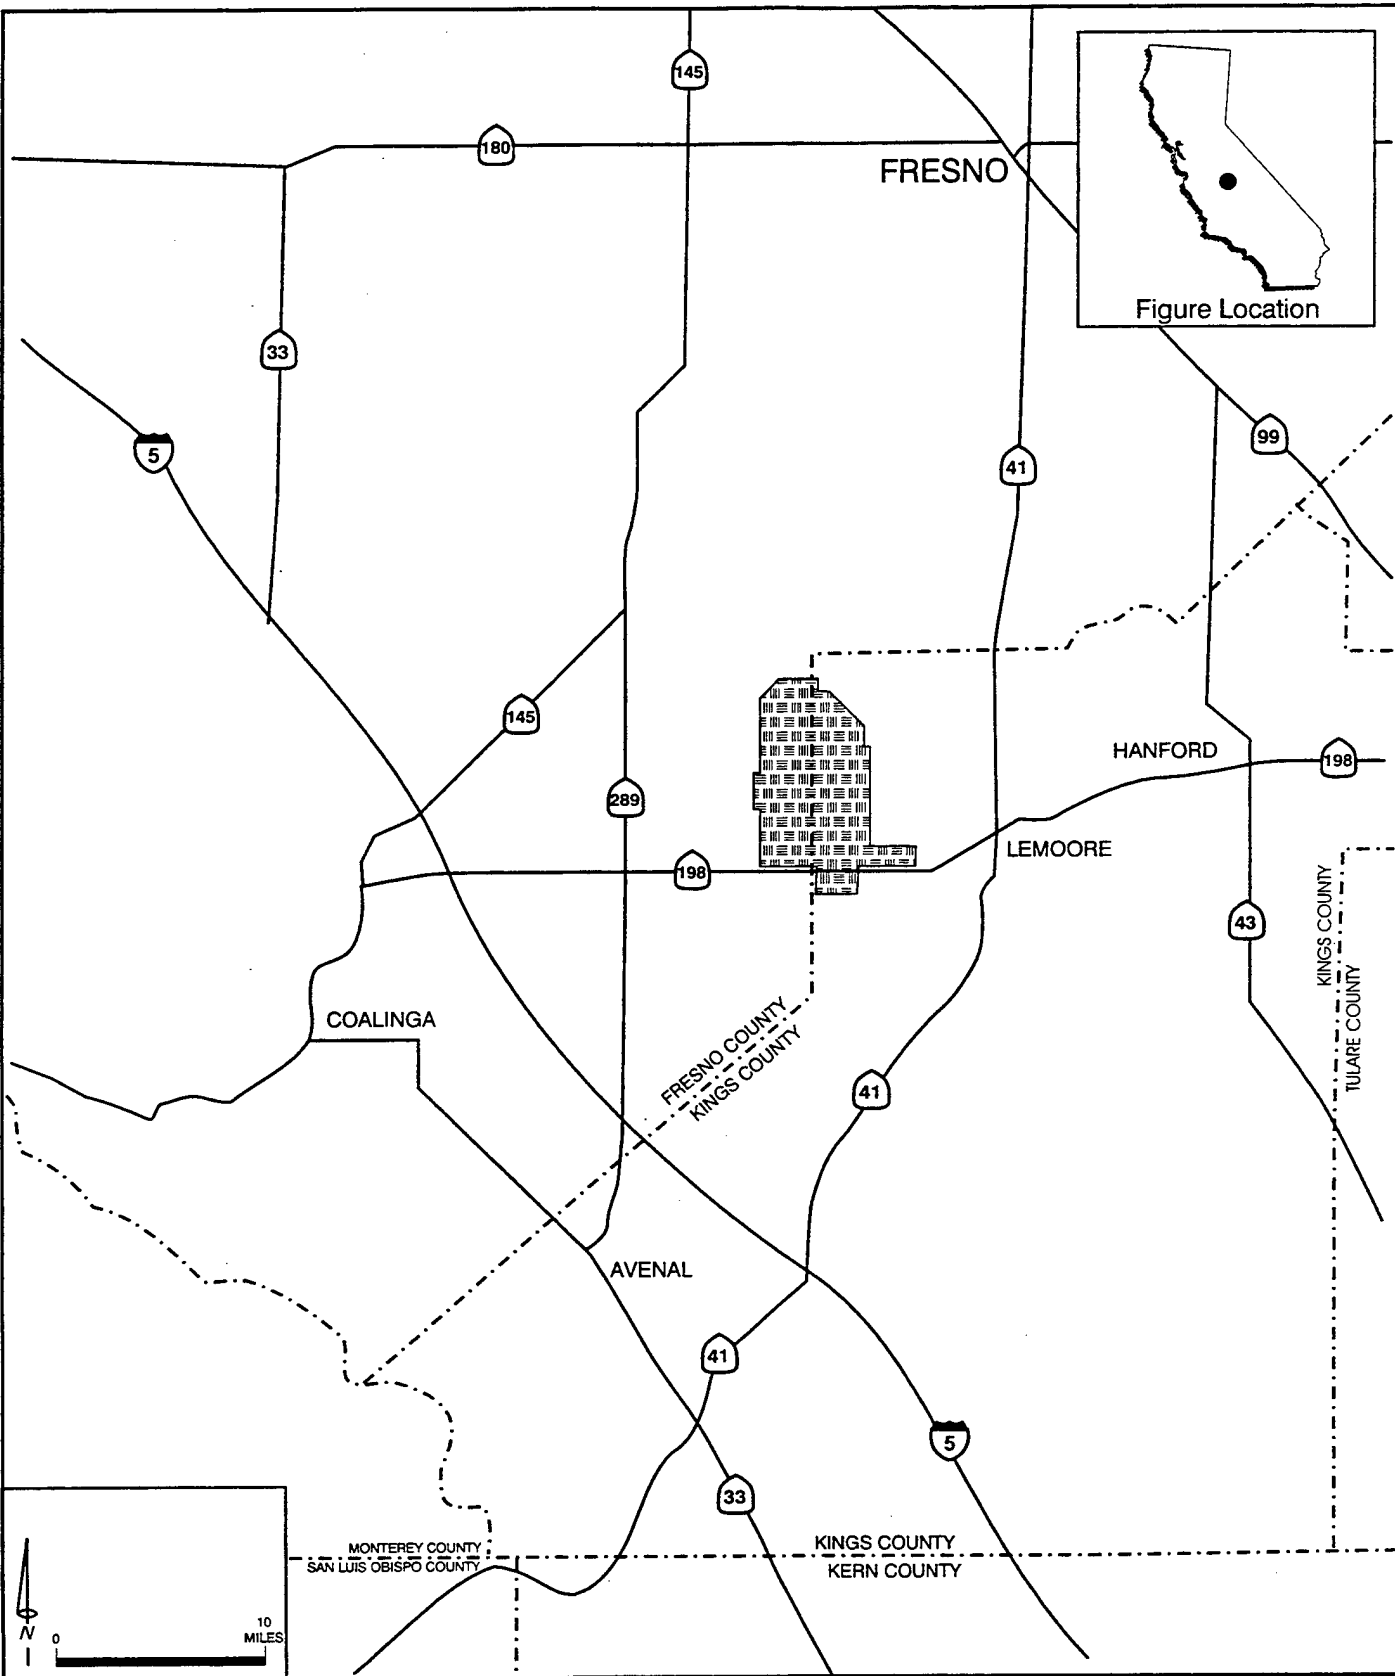 145
180
FRESNO
Figure Location
33
5
99
41
145
HANFORD
198
289
LEMOORE
198
KINGS COUNTY
TULARE COUNTY
43
COALINGA
FRESNO COUNTY
KINGS COUNTY
41
AVENAL
41
5
33
MONTEREY COUNTY
SAN LUIS OBISPO COUNTY
KINGS COUNTY
KERN COUNTY
N
0
10
MILES